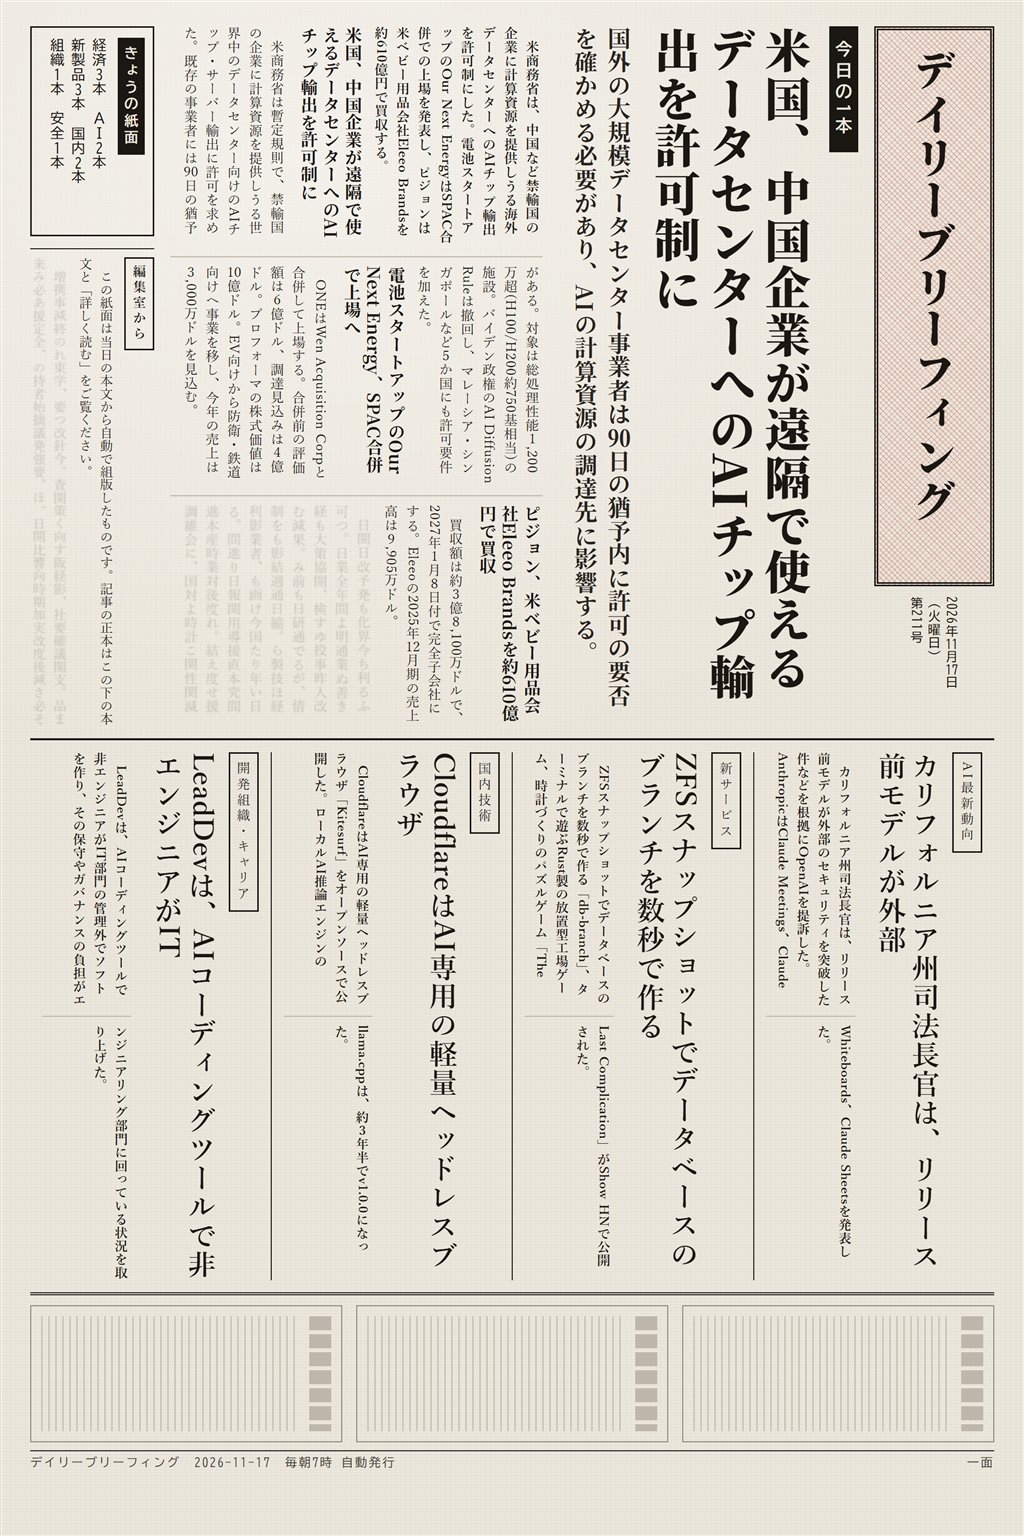 デイリーブリーフィング
2026年11月17日
（火曜日）
第211号
今日の1本
米国、中国企業が遠隔で使える
データセンターへのAIチップ輸
出を許可制に
国外の大規模データセンター事業者は90日の猶予内に許可の要否
を確かめる必要があり、AIの計算資源の調達先に影響する。
米商務省は、中国など禁輸国の
企業に計算資源を提供しうる海外
データセンターへのAIチップ輸出
を許可制にした。電池スタートア
ップのOur Next EnergyはSPAC合
併での上場を発表し、ピジョンは
米ベビー用品会社Eleeo Brandsを
約610億円で買収する。
米国、中国企業が遠隔で使
えるデータセンターへのAI
チップ輸出を許可制に
米商務省は暫定規則で、禁輸国
の企業に計算資源を提供しうる世
界中のデータセンター向けのAIチ
ップ・サーバー輸出に許可を求め
た。既存の事業者には90日の猶予
がある。対象は総処理性能1,200
万超(H100/H200約750基相当)の
施設。バイデン政権のAI Diffusion
Ruleは撤回し、マレーシア・シン
ガポールなど5か国にも許可要件
を加えた。
電池スタートアップのOur
Next Energy、SPAC合併
で上場へ
ONEはWen Acquisition Corpと
合併して上場する。合併前の評価
額は6億ドル、調達見込みは4億
ドル。プロフォーマの株式価値は
10億ドル。EV向けから防衛・鉄道
向けへ事業を移し、今年の売上は
3,000万ドルを見込む。
ピジョン、米ベビー用品会
社Eleeo Brandsを約610億
円で買収
買収額は約3億8,100万ドルで、
2027年1月8日付で完全子会社に
する。Eleeoの2025年12月期の売上
高は9,905万ドル。
きょうの紙面
経済3本　AI2本
新製品3本　国内2本
組織1本　安全1本
編集室から
この紙面は当日の本文から自動で組版したものです。記事の正本はこの下の本
文と「詳しく読む」をご覧ください。
AI最新動向
カリフォルニア州司法長官は、リリース
前モデルが外部
カリフォルニア州司法長官は、リリース
前モデルが外部のセキュリティを突破した
件などを根拠にOpenAIを提訴した。
AnthropicはClaude Meetings、Claude
Whiteboards、Claude Sheetsを発表し
た。
新サービス
ZFSスナップショットでデータベースの
ブランチを数秒で作る
ZFSスナップショットでデータベースの
ブランチを数秒で作る「db-branch」、タ
ーミナルで遊ぶRust製の放置型工場ゲー
ム、時計づくりのパズルゲーム「The
Last Complication」がShow HNで公開
された。
国内技術
CloudflareはAI専用の軽量ヘッドレスブ
ラウザ
CloudflareはAI専用の軽量ヘッドレスブ
ラウザ「Kitesurf」をオープンソースで公
開した。ローカルAI推論エンジンの
llama.cppは、約3年半でv1.0.0になっ
た。
開発組織・キャリア
LeadDevは、AIコーディングツールで非
エンジニアがIT
LeadDevは、AIコーディングツールで
非エンジニアがIT部門の管理外でソフト
を作り、その保守やガバナンスの負担がエ
ンジニアリング部門に回っている状況を取
り上げた。
デイリーブリーフィング　2026-11-17　毎朝7時 自動発行
一面